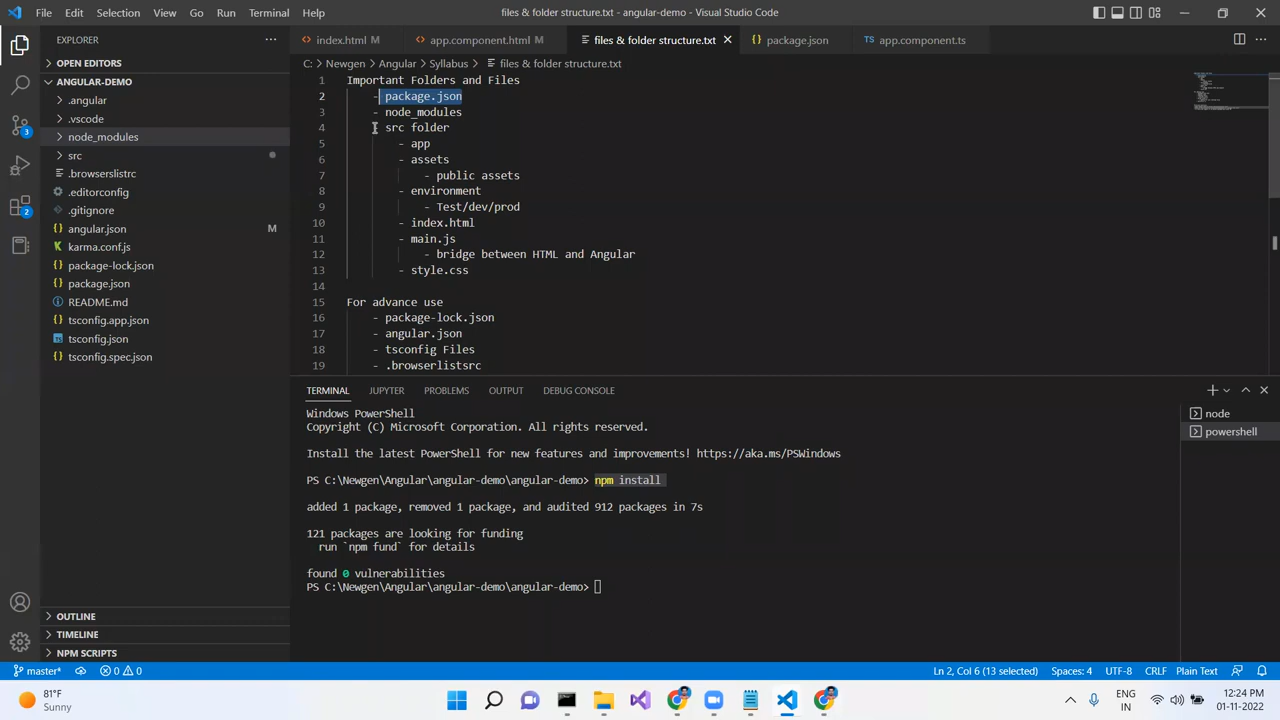 File Edit Selection View Go Run Terminal Help
files & folder structure.txt - angular-demo - Visual Studio Code
EXPLORER
OPEN EDITORS
ANGULAR-DEMO
.angular
.vscode
node_modules
src
.browserslistrc
.editorconfig
.gitignore
angular.json M
karma.conf.js
package-lock.json
package.json
README.md
tsconfig.app.json
tsconfig.json
tsconfig.spec.json
OUTLINE
TIMELINE
NPM SCRIPTS
3
2
index.html M app.component.html M files & folder structure.txt package.json TS app.component.ts
C: > Newgen > Angular > Syllabus > files & folder structure.txt
1 Important Folders and Files
2 - package.json
3 - node_modules
4 src folder
5 - app
6 - assets
7 - public assets
8 - environment
9 - Test/dev/prod
10 - index.html
11 - main.js
12 - bridge between HTML and Angular
13 - style.css
14
15 For advance use
16 - package-lock.json
17 - angular.json
18 - tsconfig Files
19 - .browserlistsrc
TERMINAL JUPYTER PROBLEMS OUTPUT DEBUG CONSOLE
Windows PowerShell
Copyright (C) Microsoft Corporation. All rights reserved.
Install the latest PowerShell for new features and improvements! https://aka.ms/PSWindows
PS C:\Newgen\Angular\angular-demo\angular-demo> npm install
added 1 package, removed 1 package, and audited 912 packages in 7s
121 packages are looking for funding
run `npm fund` for details
found 0 vulnerabilities
PS C:\Newgen\Angular\angular-demo\angular-demo>
node
powershell
master* 0 0 Ln 2, Col 6 (13 selected) Spaces: 4 UTF-8 CRLF Plain Text
81°F
Sunny
ENG
IN
12:24 PM
01-11-2022